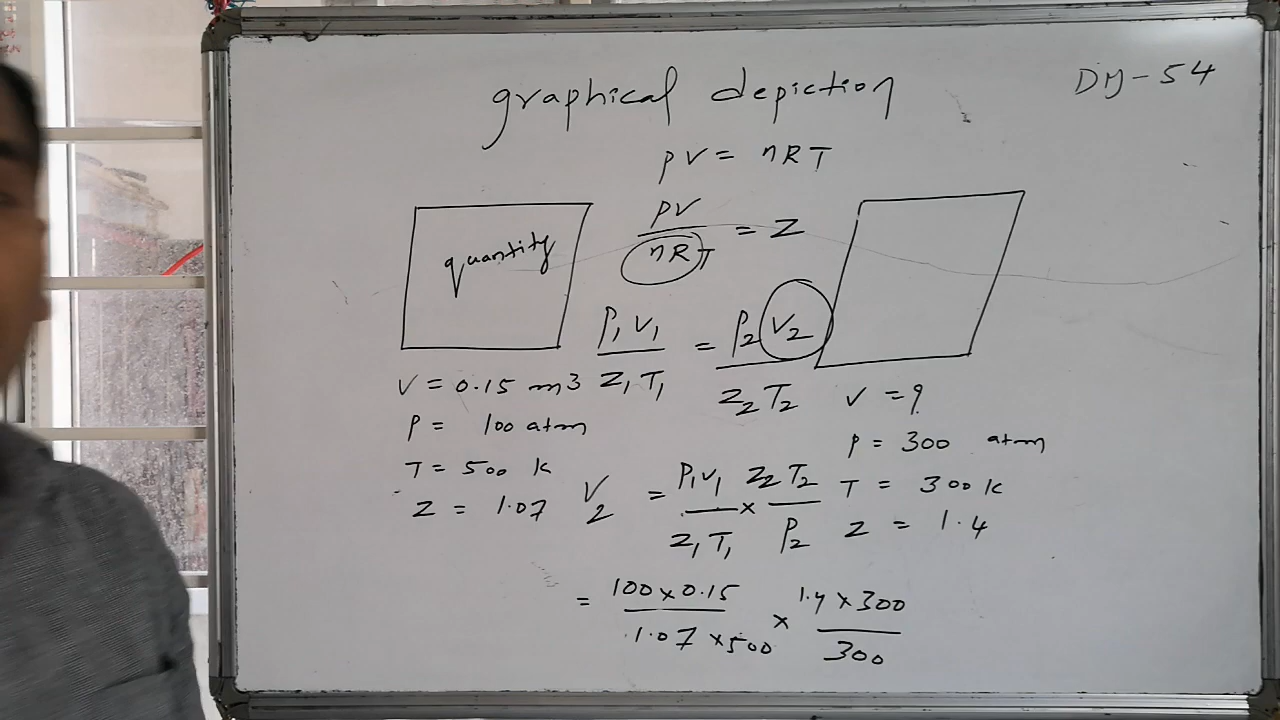 graphical depiction
DM-54
PV = nRT
quantity
PV / nRT = Z
P₁V₁ / Z₁T₁ = P₂V₂ / Z₂T₂
V = 0.15 m3
P = 100 atm
T = 500 k
Z = 1.07
V = ?
P = 300 atm
T = 300 k
Z = 1.4
V₂ = P₁V₁ / Z₁T₁ × Z₂T₂ / P₂
= 100 × 0.15 / 1.07 × 500 × 1.4 × 300 / 300